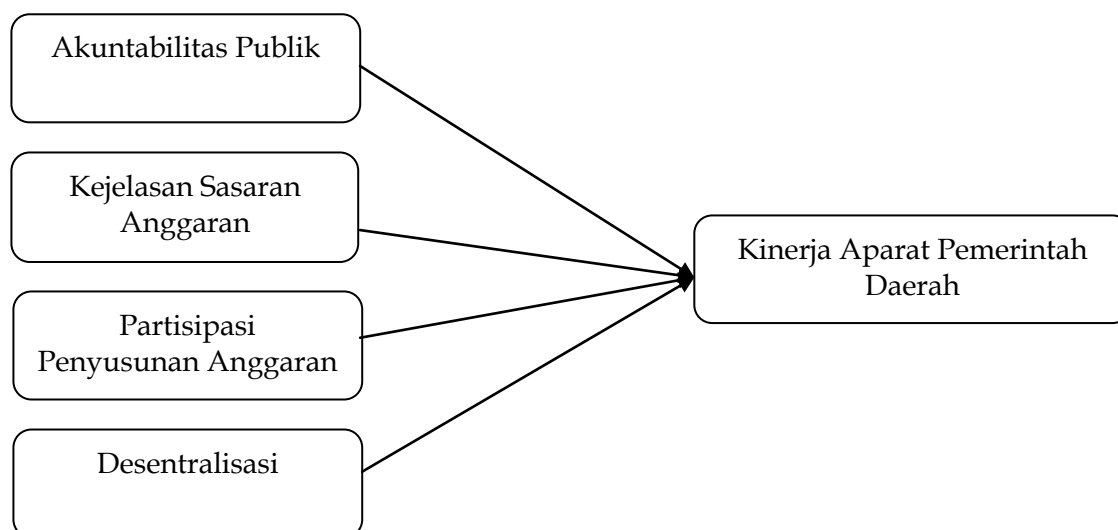 Akuntabilitas Publik
Kejelasan Sasaran
Anggaran
Partisipasi
Penyusunan Anggaran
Desentralisasi
Kinerja Aparat Pemerintah
Daerah